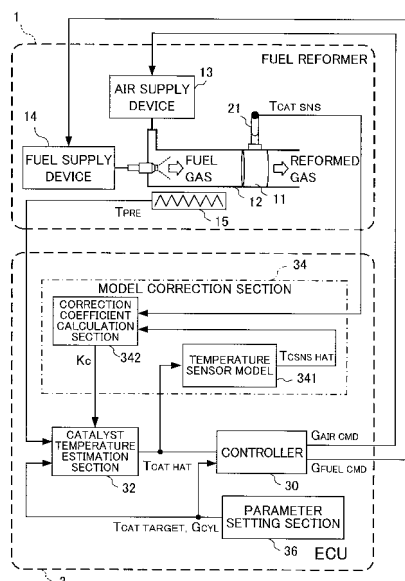 1
FUEL REFORMER
AIR SUPPLY
DEVICE
13
14
FUEL SUPPLY
DEVICE
21
TCAT SNS
FUEL
GAS
REFORMED
GAS
12
11
TPRE
15
34
MODEL CORRECTION SECTION
CORRECTION
COEFFICIENT
CALCULATION
SECTION
342
KC
TEMPERATURE
SENSOR MODEL
341
TCSNS HAT
CATALYST
TEMPERATURE
ESTIMATION
SECTION
32
TCAT HAT
CONTROLLER
30
GAIR CMD
GFUEL CMD
TCAT TARGET, GCYL
PARAMETER
SETTING SECTION
36
ECU